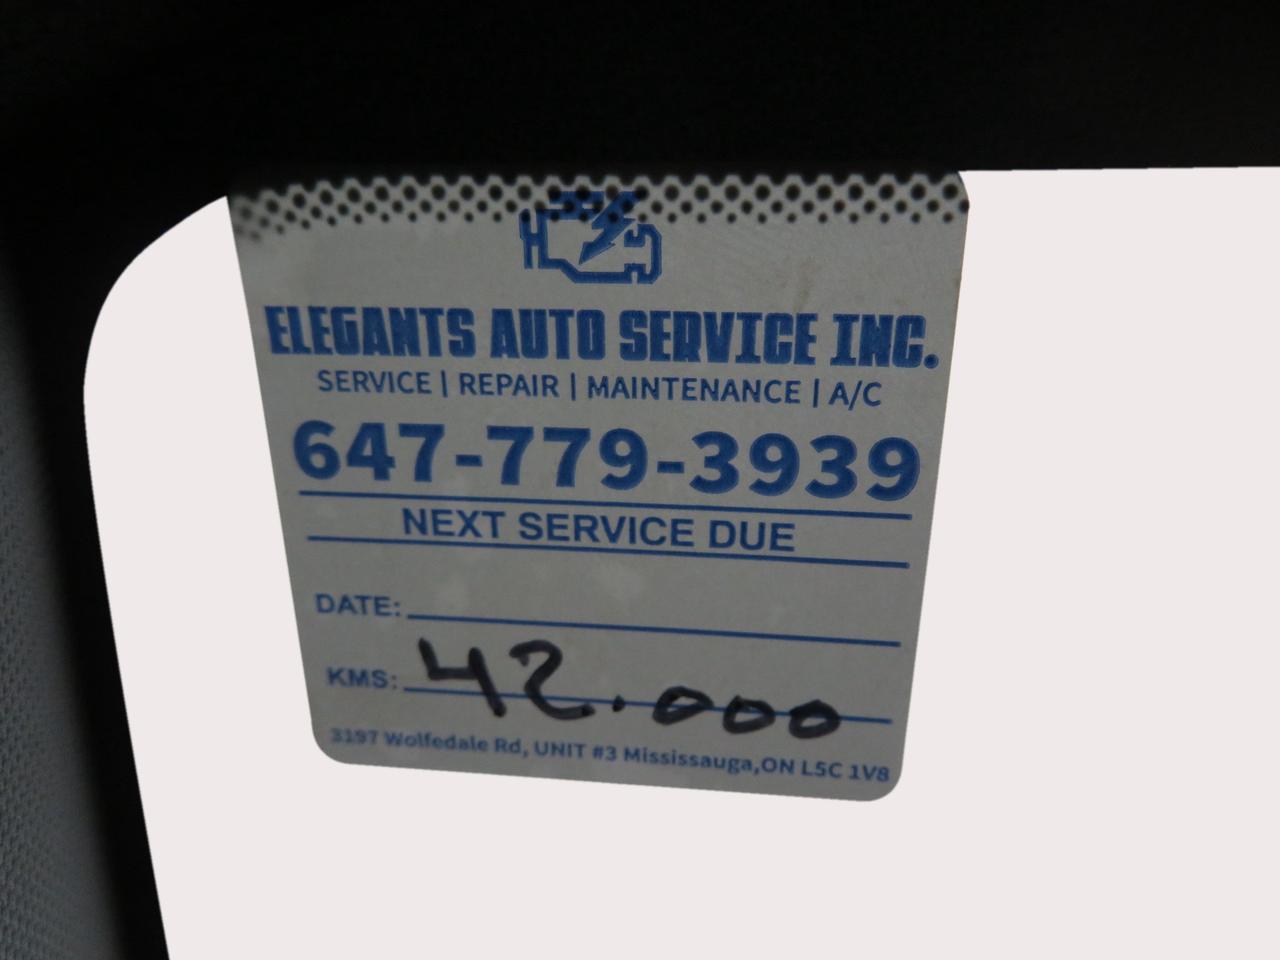 ELEGANTS AUTO SERVICE INC.
SERVICE | REPAIR | MAINTENANCE | A/C
647-779-3939
NEXT SERVICE DUE
DATE:
KMS: 42.000
3197 Wolfedale Rd, UNIT #3 Mississauga,ON L5C 1V8